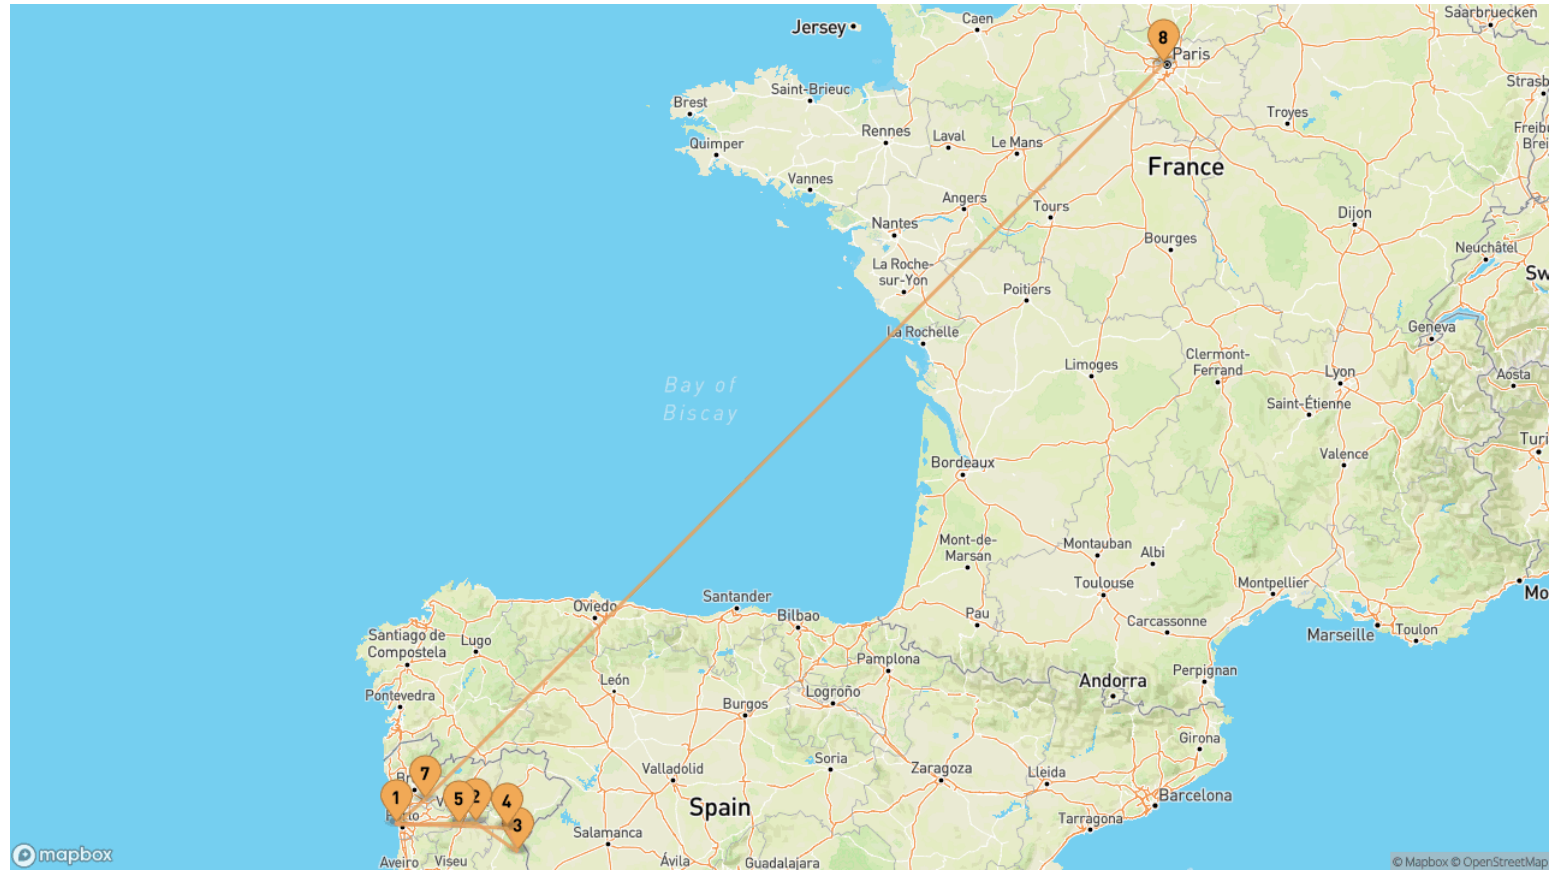 Jersey
Caen
Saarbruecken
8
Paris
Strasb
Brest
Saint-Brieuc
Troyes
Rennes
Laval
Le Mans
Freibu
Brei
Quimper
France
Vannes
Angers
Tours
Dijon
Nantes
Bourges
Neuchâtel
La Roche-
sur-Yon
Sw
Poitiers
La Rochelle
Geneva
Clermont-
Ferrand
Limoges
Lyon
Aosta
Bay of
Biscay
Saint-Étienne
Turi
Valence
Bordeaux
Mont-de-
Marsan
Montauban
Albi
Toulouse
Montpellier
Mo
Santander
Oviedo
Bilbao
Pau
Carcassonne
Marseille
Toulon
Santiago de
Compostela
Lugo
Pamplona
Perpignan
Andorra
León
Logroño
Pontevedra
Burgos
Girona
Soria
Valladolid
Zaragoza
Lleida
7
Br
1
5
2
4
V
Spain
Barcelona
Porto
3
Salamanca
Tarragona
mapbox
Aveiro
Viseu
Ávila
Guadalajara
© Mapbox © OpenStreetMap